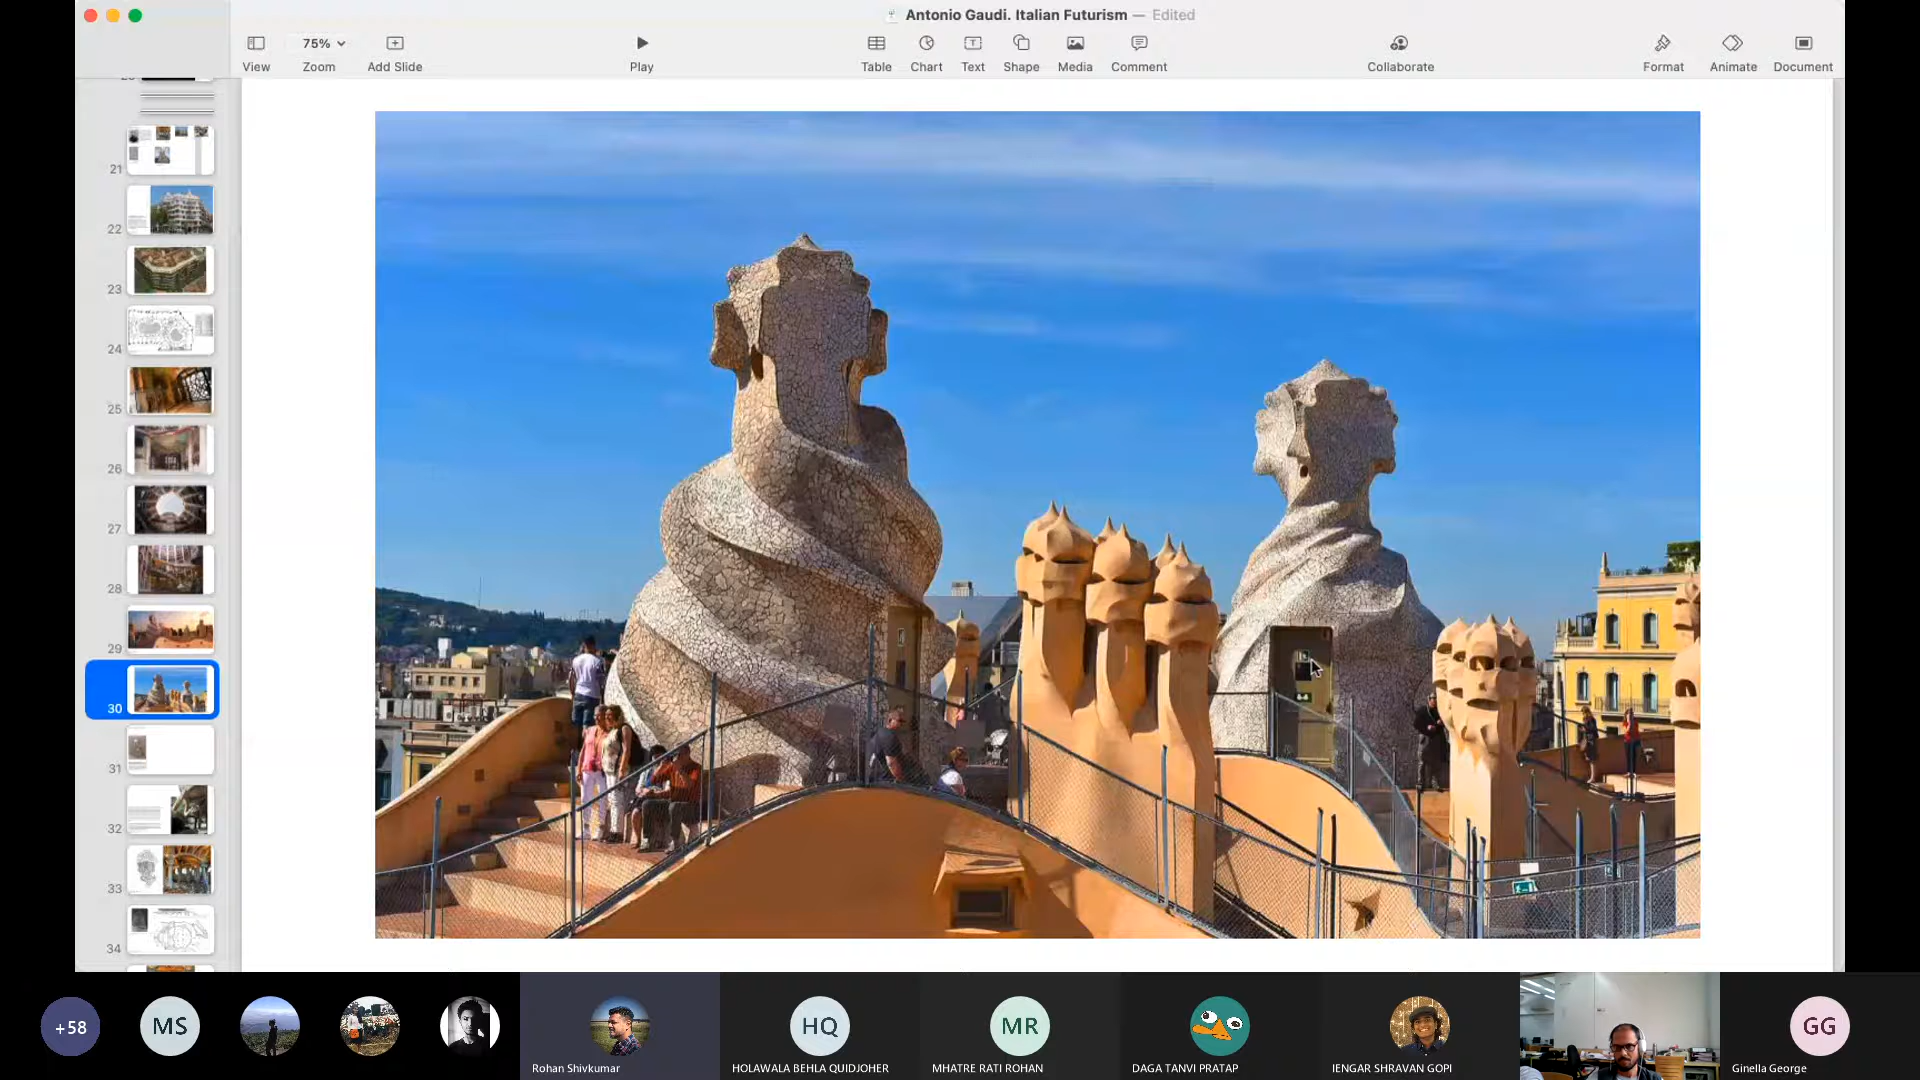 Antonio Gaudi. Italian Futurism — Edited
75%
View
Zoom
Add Slide
Play
Table
Chart
Text
Shape
Media
Comment
Collaborate
Format
Animate
Document
21
22
23
24
25
26
27
28
29
30
31
32
33
34
+58
MS
HQ
MR
GG
Rohan Shivkumar
HOLAWALA BEHLA QUIDJOHER
MHATRE RATI ROHAN
DAGA TANVI PRATAP
IENGAR SHRAVAN GOPI
Ginella George